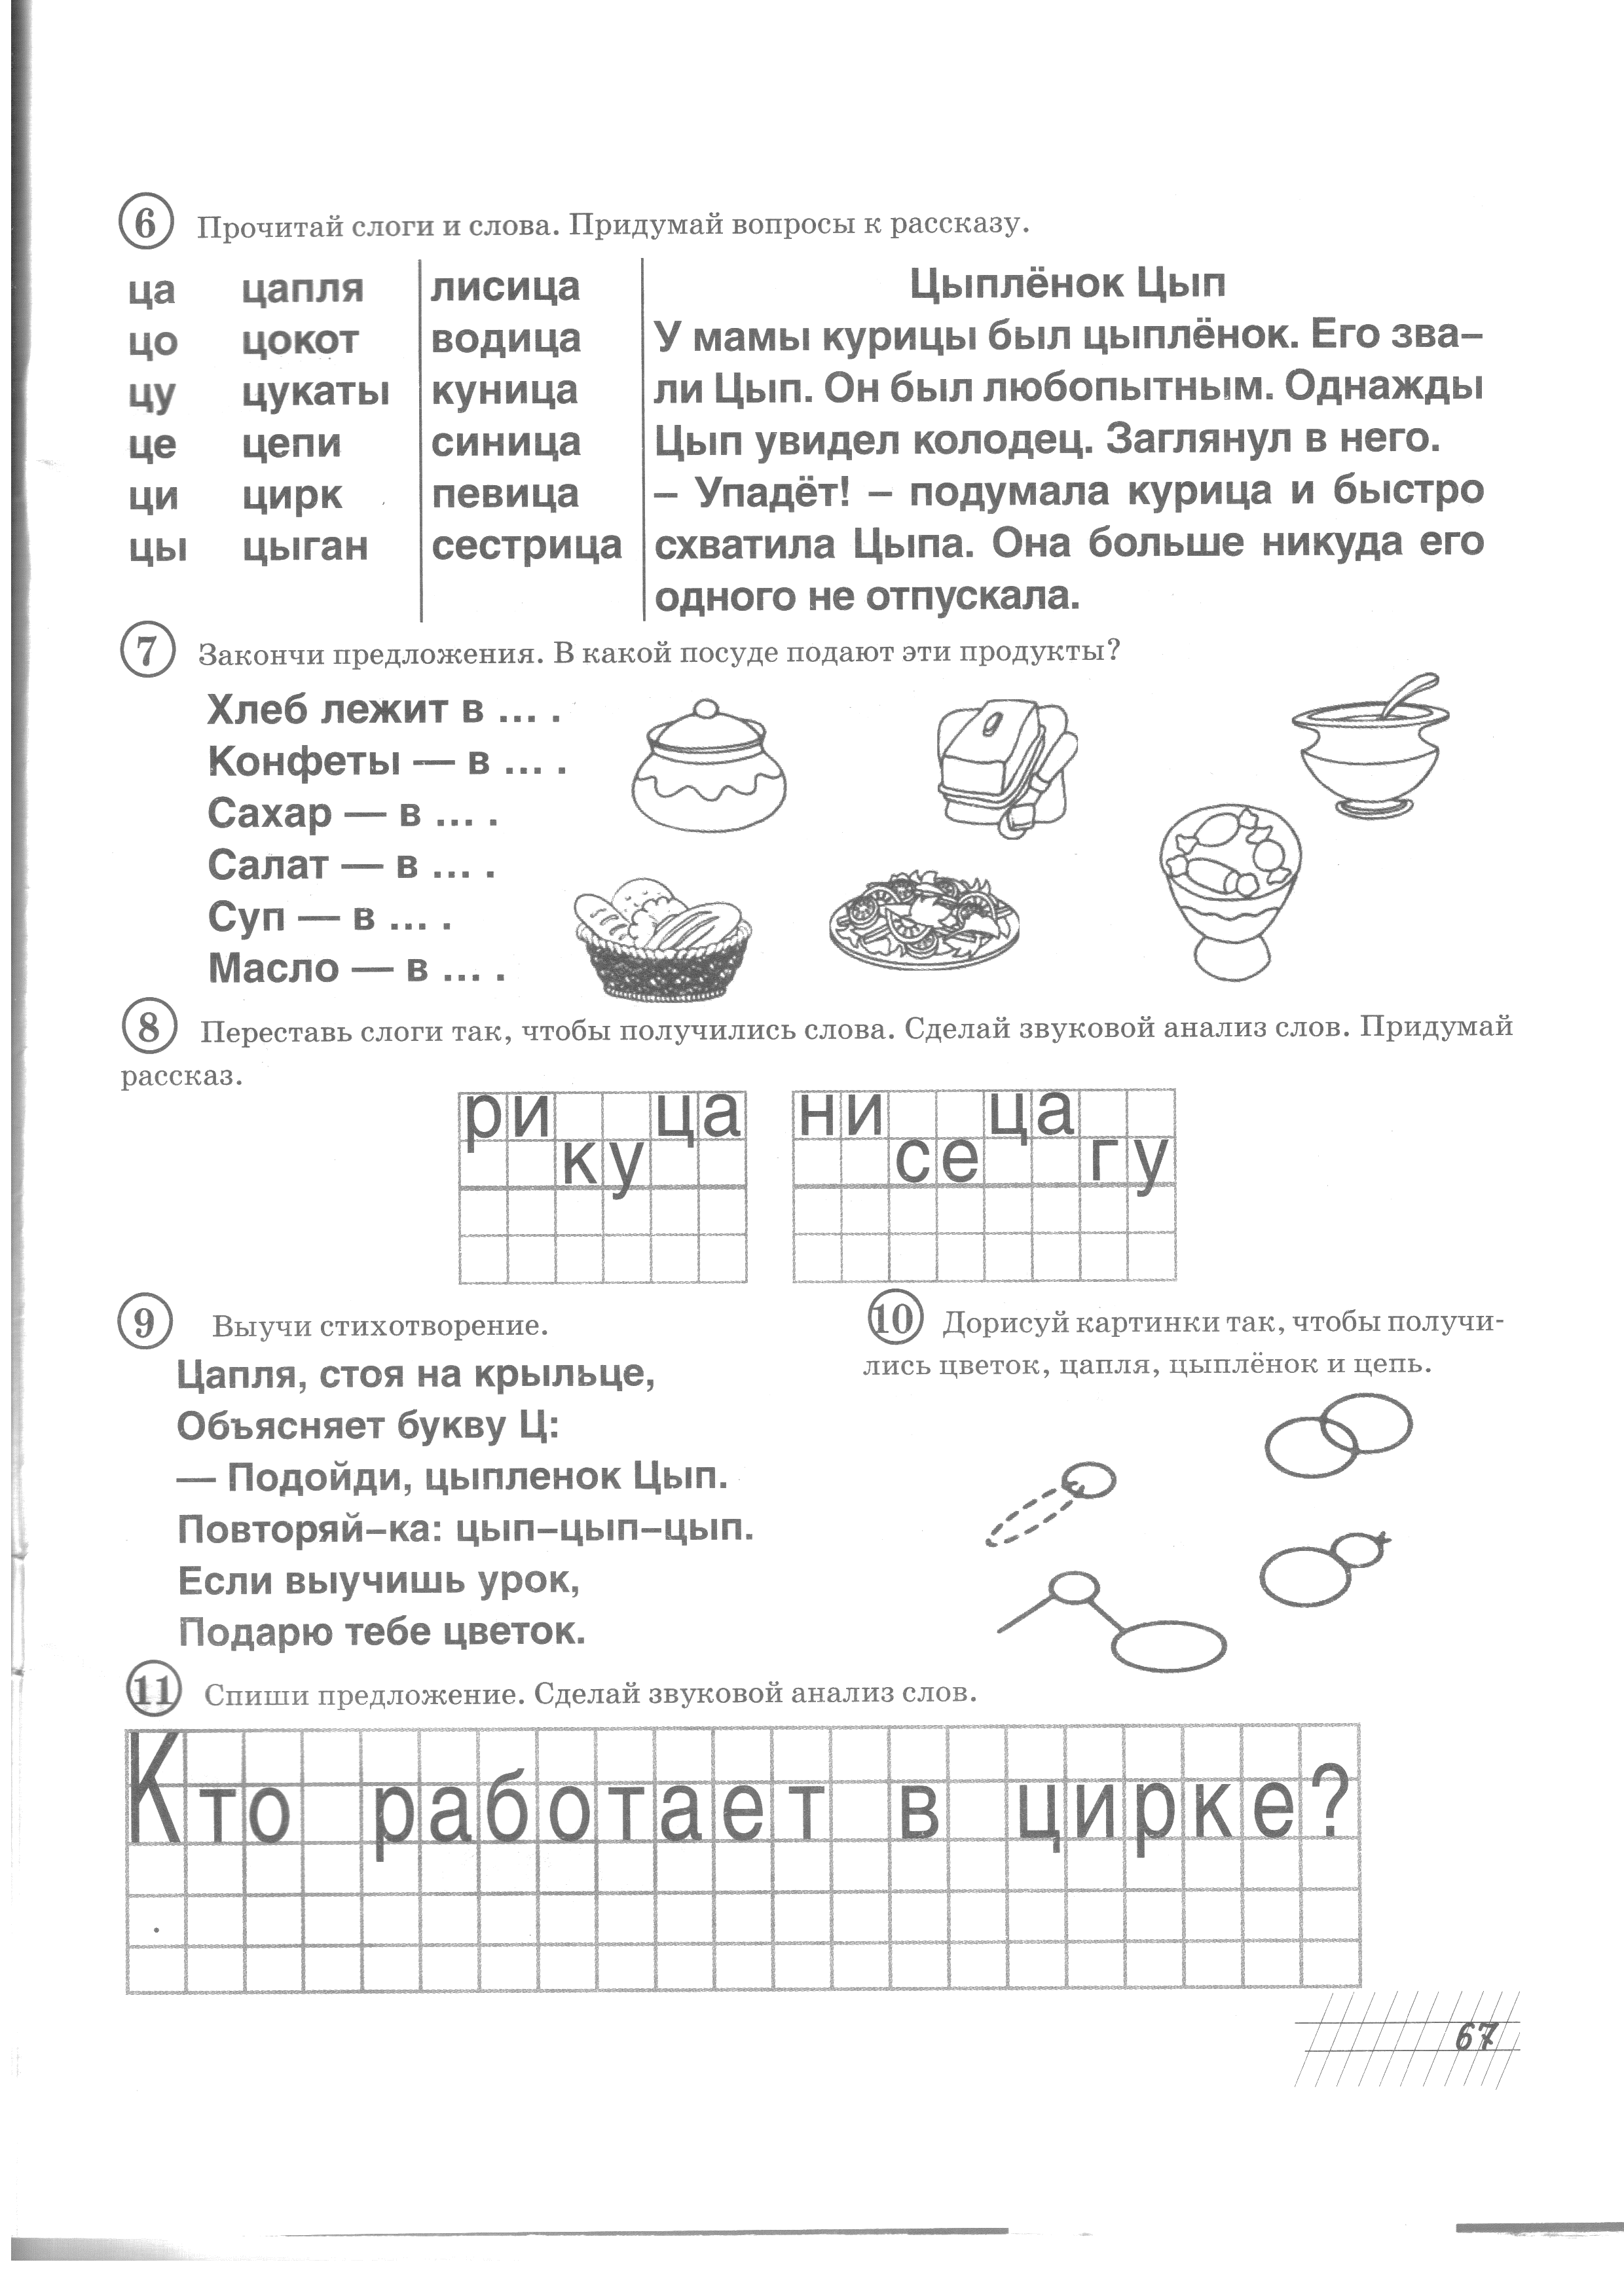 6 Прочитай слоги и слова. Придумай вопросы к рассказу.
ца цапля
цо цокот
цу цукаты
це цепи
ци цирк
цы цыган
лисица
водица
куница
синица
певица
сестрица
Цыплёнок Цып
У мамы курицы был цыплёнок. Его зва–
ли Цып. Он был любопытным. Однажды
Цып увидел колодец. Заглянул в него.
– Упадёт! – подумала курица и быстро
схватила Цыпа. Она больше никуда его
одного не отпускала.
7 Закончи предложения. В какой посуде подают эти продукты?
Хлеб лежит в ... .
Конфеты — в ... .
Сахар — в ... .
Салат — в ... .
Суп — в ... .
Масло — в ... .
8 Переставь слоги так, чтобы получились слова. Сделай звуковой анализ слов. Придумай
рассказ.
ри ца
ку
ни ца
се гу
9 Выучи стихотворение.
Цапля, стоя на крыльце,
Объясняет букву Ц:
— Подойди, цыпленок Цып.
Повторяй–ка: цып–цып–цып.
Если выучишь урок,
Подарю тебе цветок.
10 Дорисуй картинки так, чтобы получи-
лись цветок, цапля, цыплёнок и цепь.
11 Спиши предложение. Сделай звуковой анализ слов.
Кто работает в цирке?
67